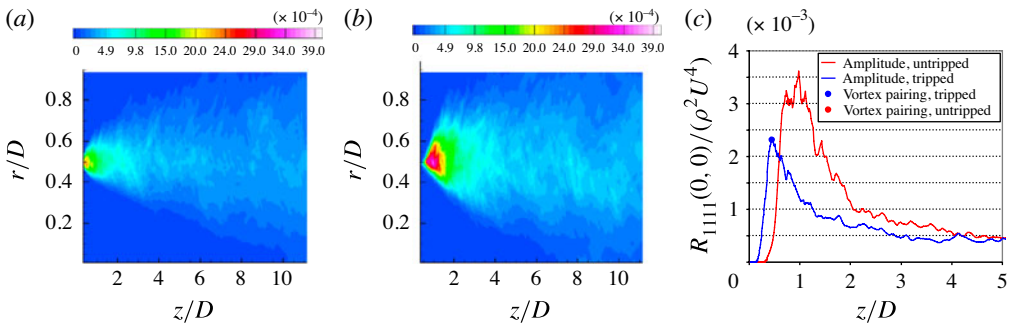 (a)
(× 10⁻⁴)
0 4.9 9.8 15.0 20.0 24.0 29.0 34.0 39.0
r/D
0.8
0.6
0.4
0.2
2 4 6 8 10
z/D
(b)
(× 10⁻⁴)
0 4.9 9.8 15.0 20.0 24.0 29.0 34.0 39.0
r/D
0.8
0.6
0.4
0.2
2 4 6 8 10
z/D
(c)
(× 10⁻³)
R₁₁₁₁(0, 0)/(ρ²U⁴)
4
3
2
1
0
1 2 3 4 5
z/D
Amplitude, untripped
Amplitude, tripped
Vortex pairing, tripped
Vortex pairing, untripped